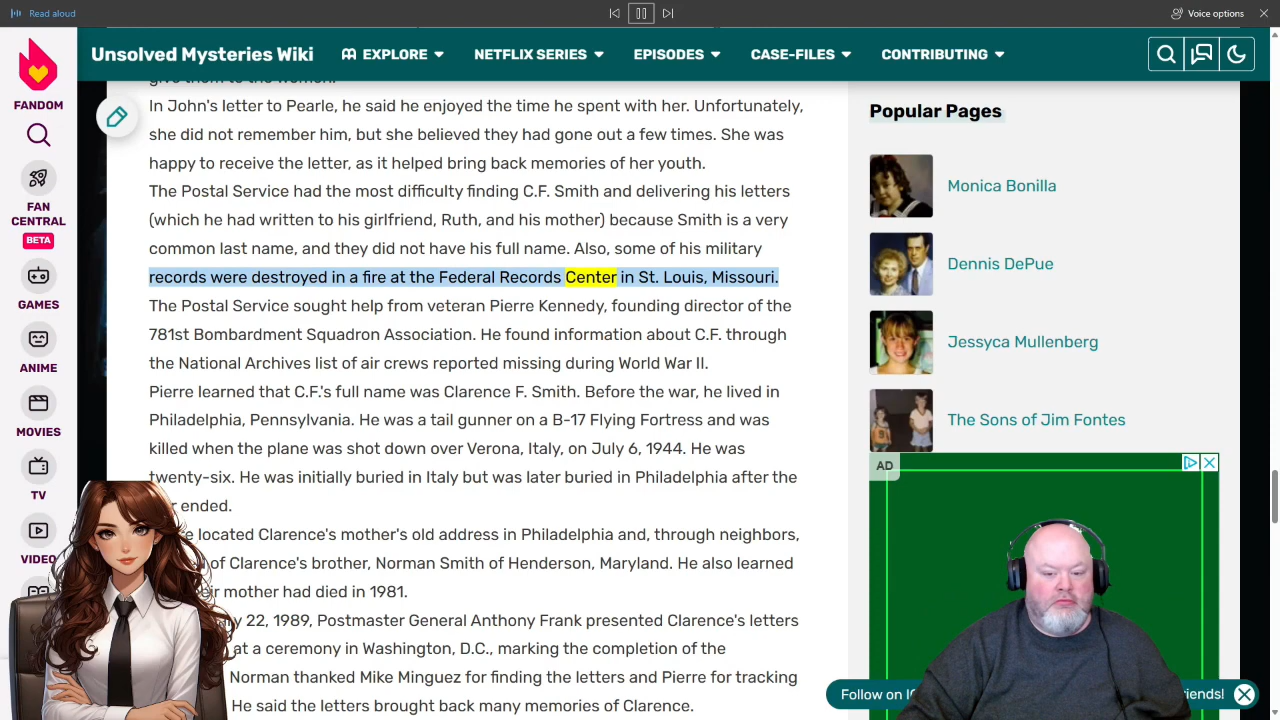 Read aloud
Voice options
Unsolved Mysteries Wiki
EXPLORE
NETFLIX SERIES
EPISODES
CASE-FILES
CONTRIBUTING
FANDOM
FAN CENTRAL
BETA
GAMES
ANIME
MOVIES
TV
VIDEO
give them to the women.
In John's letter to Pearle, he said he enjoyed the time he spent with her. Unfortunately,
she did not remember him, but she believed they had gone out a few times. She was
happy to receive the letter, as it helped bring back memories of her youth.
The Postal Service had the most difficulty finding C.F. Smith and delivering his letters
(which he had written to his girlfriend, Ruth, and his mother) because Smith is a very
common last name, and they did not have his full name. Also, some of his military
records were destroyed in a fire at the Federal Records Center in St. Louis, Missouri.
The Postal Service sought help from veteran Pierre Kennedy, founding director of the
781st Bombardment Squadron Association. He found information about C.F. through
the National Archives list of air crews reported missing during World War II.
Pierre learned that C.F.'s full name was Clarence F. Smith. Before the war, he lived in
Philadelphia, Pennsylvania. He was a tail gunner on a B-17 Flying Fortress and was
killed when the plane was shot down over Verona, Italy, on July 6, 1944. He was
twenty-six. He was initially buried in Italy but was later buried in Philadelphia after the
ended.
located Clarence's mother's old address in Philadelphia and, through neighbors,
of Clarence's brother, Norman Smith of Henderson, Maryland. He also learned
mother had died in 1981.
22, 1989, Postmaster General Anthony Frank presented Clarence's letters
at a ceremony in Washington, D.C., marking the completion of the
Norman thanked Mike Minguez for finding the letters and Pierre for tracking
He said the letters brought back many memories of Clarence.
Popular Pages
Monica Bonilla
Dennis DePue
Jessyca Mullenberg
The Sons of Jim Fontes
AD
Follow on